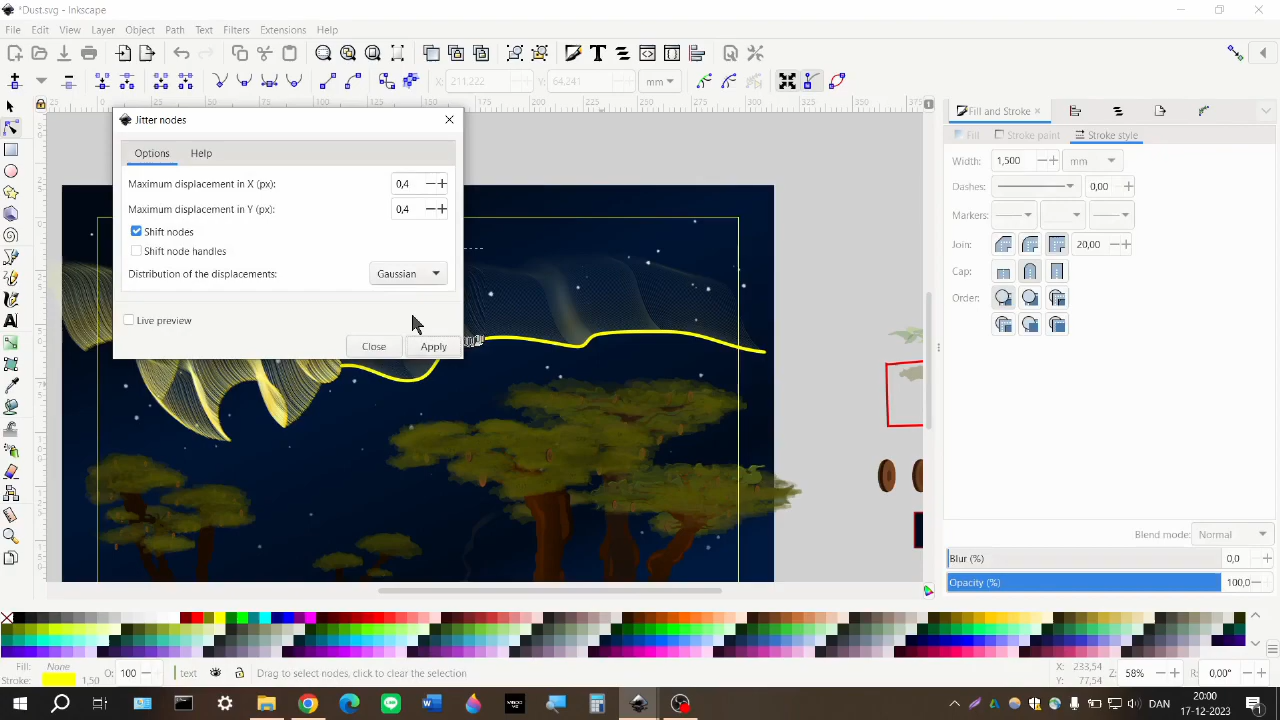 *Dust.svg - Inkscape
File Edit View Layer Object Path Text Filters Extensions Help
X: 211.222 Y: 64.241 mm
Jitter nodes
Options Help
Maximum displacement in X (px): 0,4
Maximum displacement in Y (px): 0,4
Shift nodes
Shift node handles
Distribution of the displacements: Gaussian
Live preview
Close Apply
Fill and Stroke
Fill Stroke paint Stroke style
Width: 1,500 mm
Dashes: 0,00
Markers:
Join: 20,00
Cap:
Order:
Blend mode: Normal
Blur (%) 0,0
Opacity (%) 100,0
Fill: None
Stroke: 1,50
O: 100
text
Drag to select nodes, click to clear the selection
X: 233,54
Y: 77,54
Z: 58%
R: 0,00°
DAN
20:00
17-12-2023